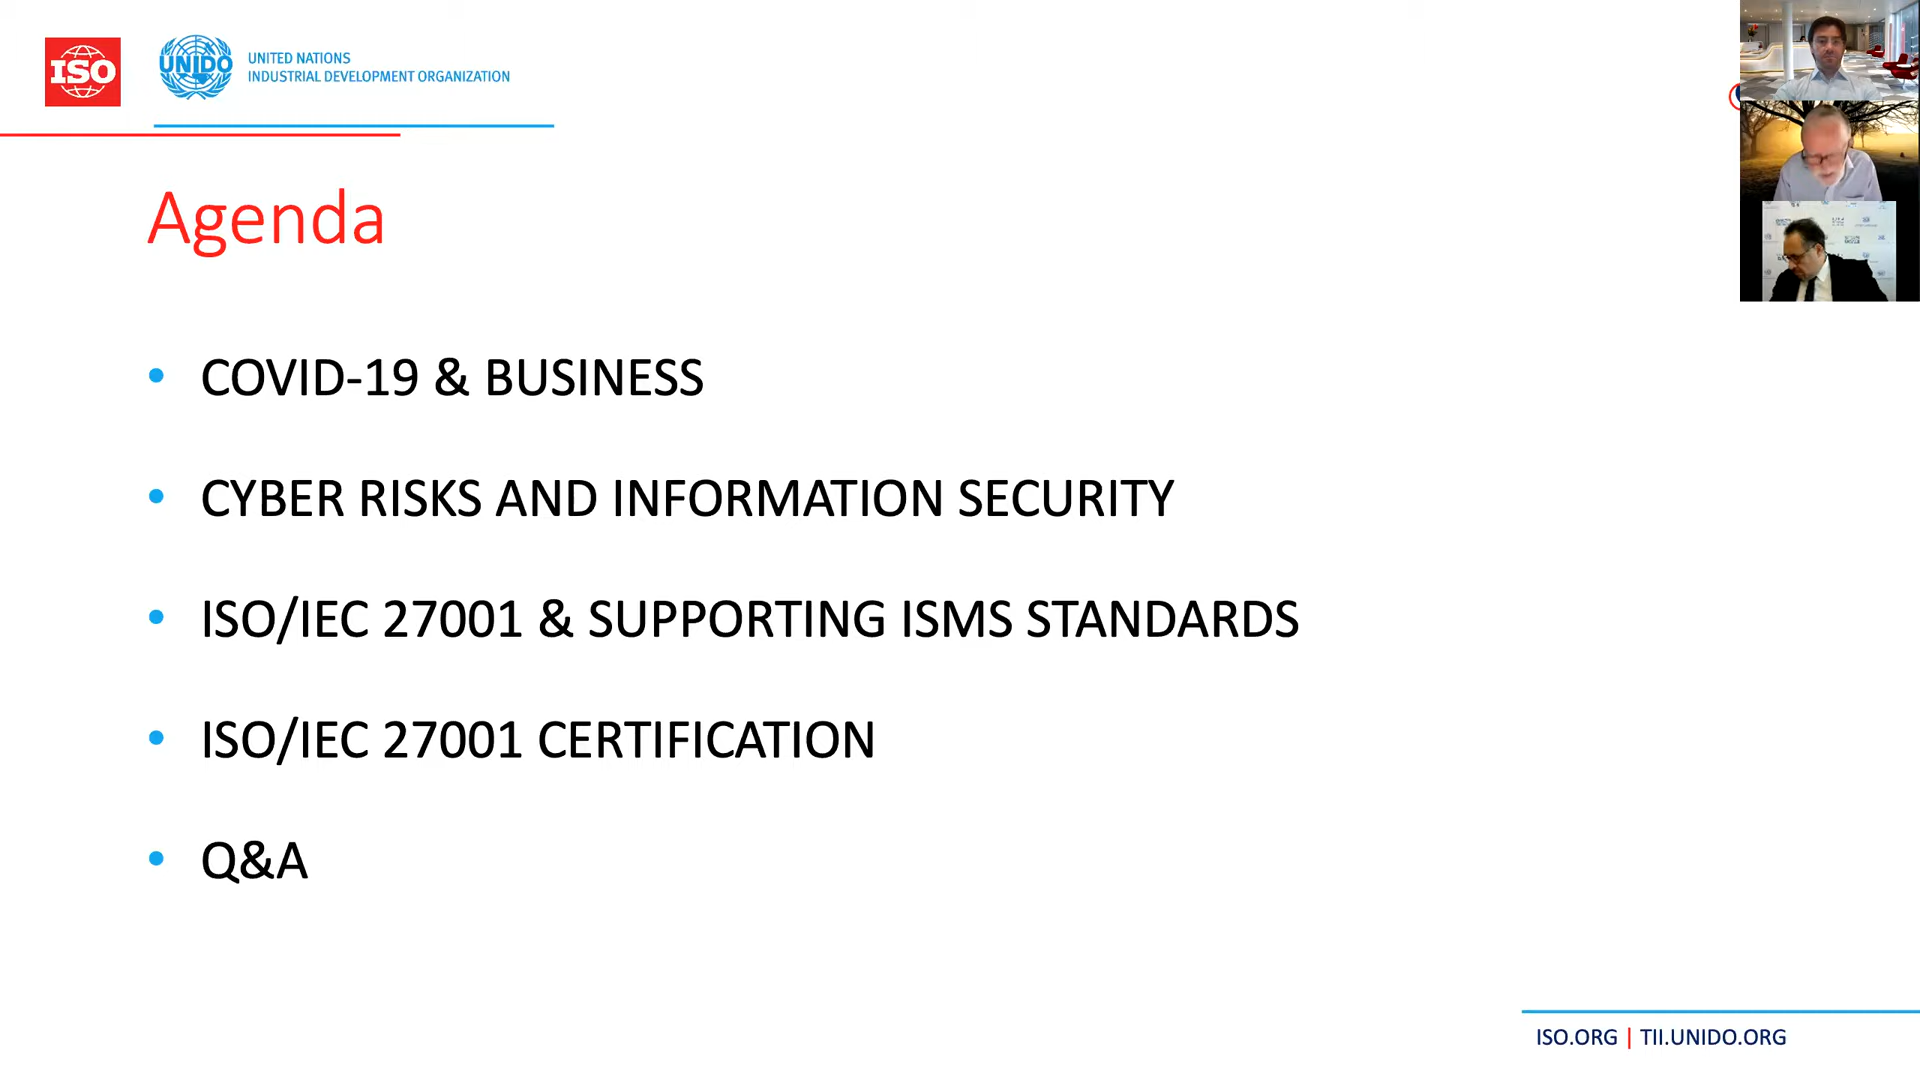 ISO
UNIDO
UNITED NATIONS
INDUSTRIAL DEVELOPMENT ORGANIZATION
Agenda
• COVID-19 & BUSINESS
• CYBER RISKS AND INFORMATION SECURITY
• ISO/IEC 27001 & SUPPORTING ISMS STANDARDS
• ISO/IEC 27001 CERTIFICATION
• Q&A
ISO.ORG | TII.UNIDO.ORG